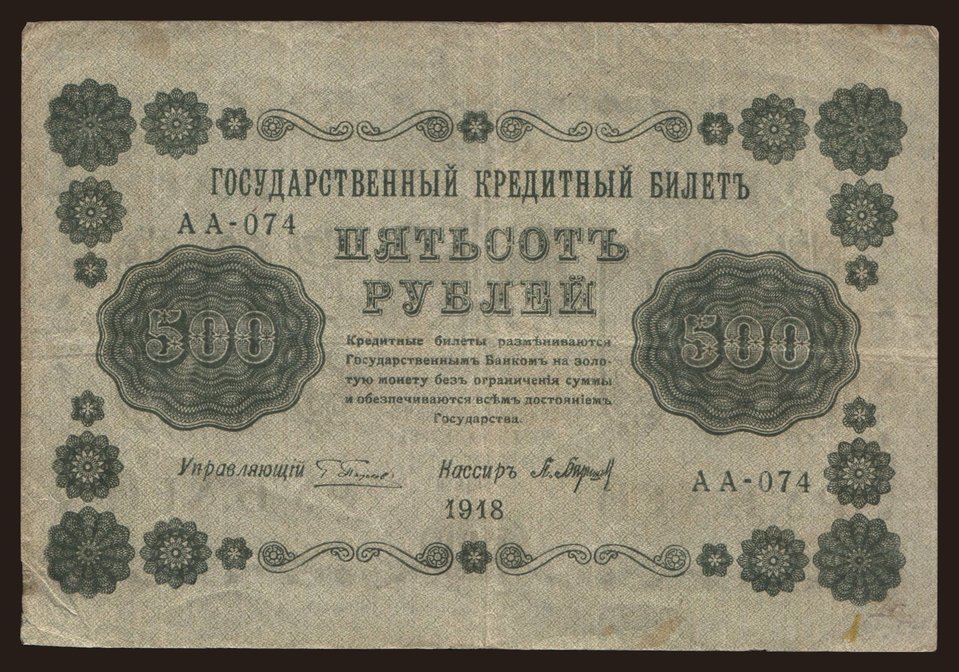 ГОСУДАРСТВЕННЫЙ КРЕДИТНЫЙ БИЛЕТЪ
АА-074
ПЯТЬСОТЪ
РУБЛЕЙ
500
500
Кредитные билеты размѣниваются
Государственнымъ Банкомъ на золо-
тую монету безъ ограниченія суммы
и обезпечиваются всѣмъ достояніемъ
Государства.
Управляющій
Кассиръ
АА-074
1918